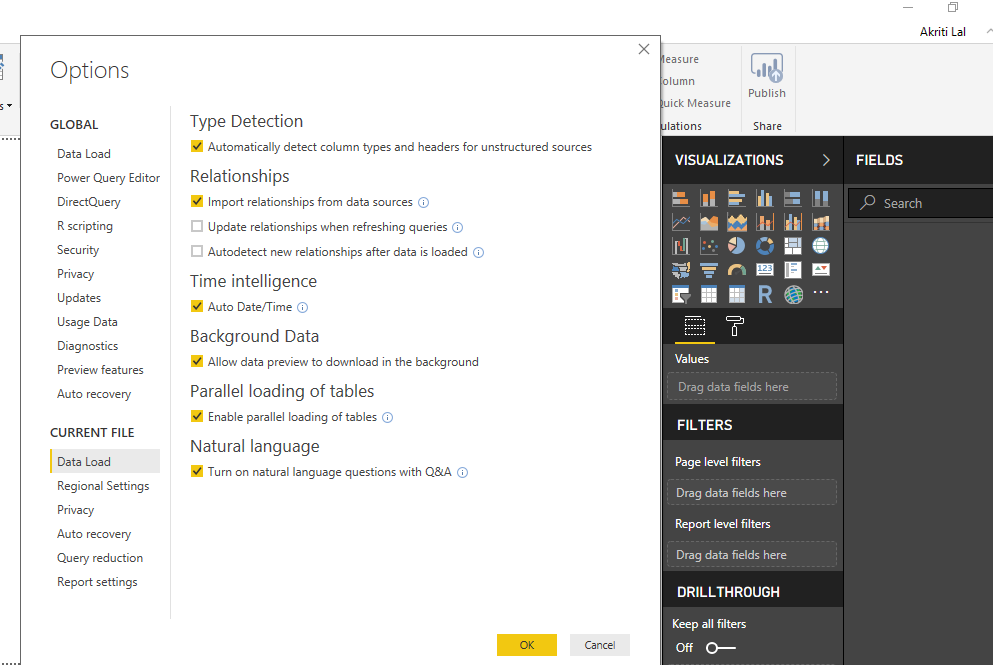 Akriti Lal
Options
GLOBAL
Data Load
Power Query Editor
DirectQuery
R scripting
Security
Privacy
Updates
Usage Data
Diagnostics
Preview features
Auto recovery
CURRENT FILE
Data Load
Regional Settings
Privacy
Auto recovery
Query reduction
Report settings
Type Detection
Automatically detect column types and headers for unstructured sources
Relationships
Import relationships from data sources
Update relationships when refreshing queries
Autodetect new relationships after data is loaded
Time intelligence
Auto Date/Time
Background Data
Allow data preview to download in the background
Parallel loading of tables
Enable parallel loading of tables
Natural language
Turn on natural language questions with Q&A
OK
Cancel
Measure
olumn
Quick Measure
ulations
Publish
Share
VISUALIZATIONS
123
R
Values
Drag data fields here
FILTERS
Page level filters
Drag data fields here
Report level filters
Drag data fields here
DRILLTHROUGH
Keep all filters
Off
FIELDS
Search